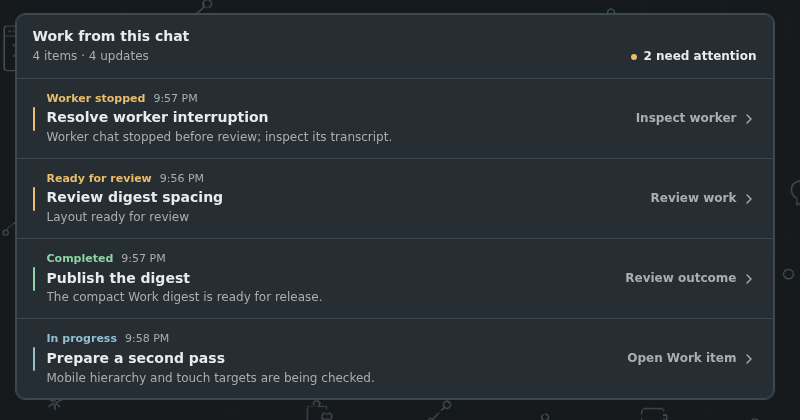 Work from this chat
4 items · 4 updates
2 need attention
Worker stopped 9:57 PM
Resolve worker interruption
Worker chat stopped before review; inspect its transcript.
Inspect worker
Ready for review 9:56 PM
Review digest spacing
Layout ready for review
Review work
Completed 9:57 PM
Publish the digest
The compact Work digest is ready for release.
Review outcome
In progress 9:58 PM
Prepare a second pass
Mobile hierarchy and touch targets are being checked.
Open Work item